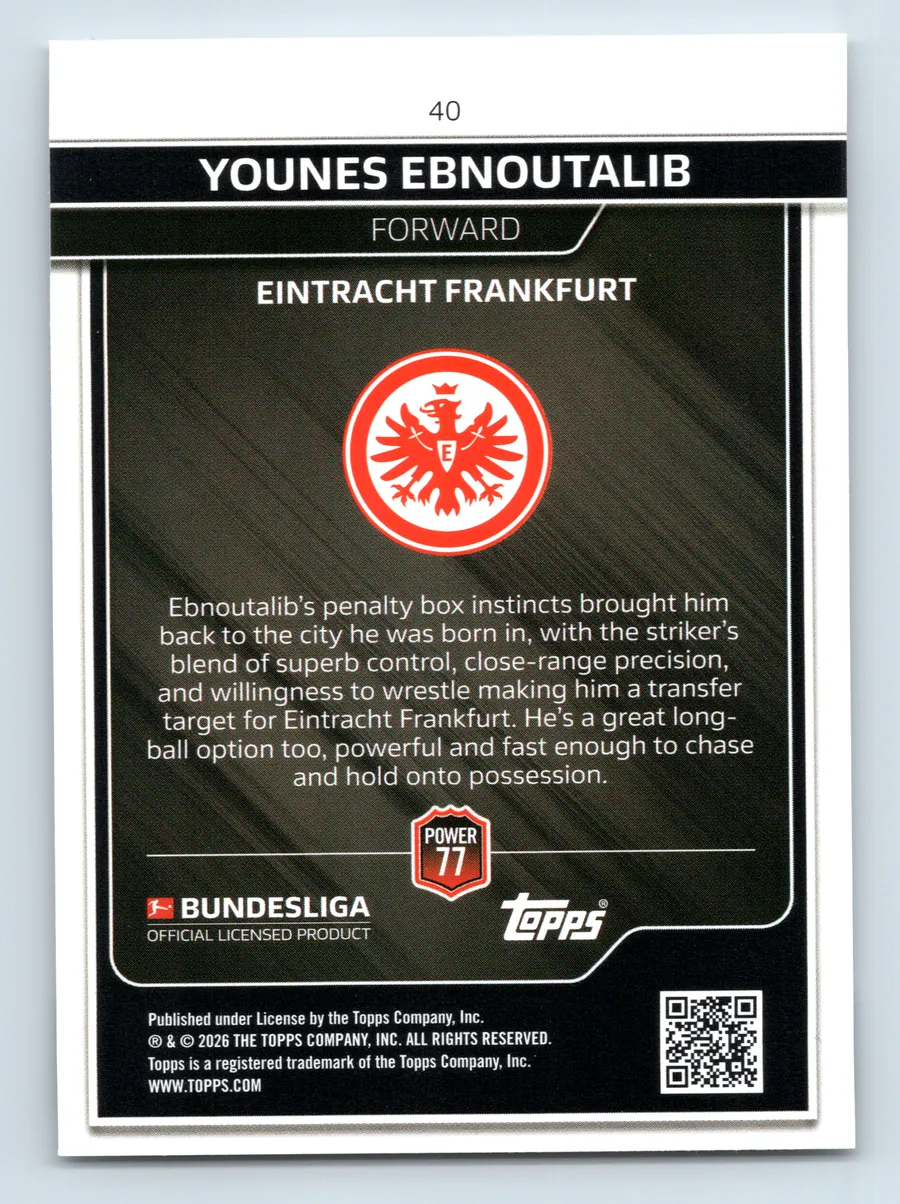 40
YOUNES EBNOUTALIB
FORWARD
EINTRACHT FRANKFURT
E
Ebnoutalib's penalty box instincts brought him
back to the city he was born in, with the striker's
blend of superb control, close-range precision,
and willingness to wrestle making him a transfer
target for Eintracht Frankfurt. He's a great long-
ball option too, powerful and fast enough to chase
and hold onto possession.
POWER
77
BUNDESLIGA
OFFICIAL LICENSED PRODUCT
topps®
Published under License by the Topps Company, Inc.
® & © 2026 THE TOPPS COMPANY, INC. ALL RIGHTS RESERVED.
Topps is a registered trademark of the Topps Company, Inc.
WWW.TOPPS.COM